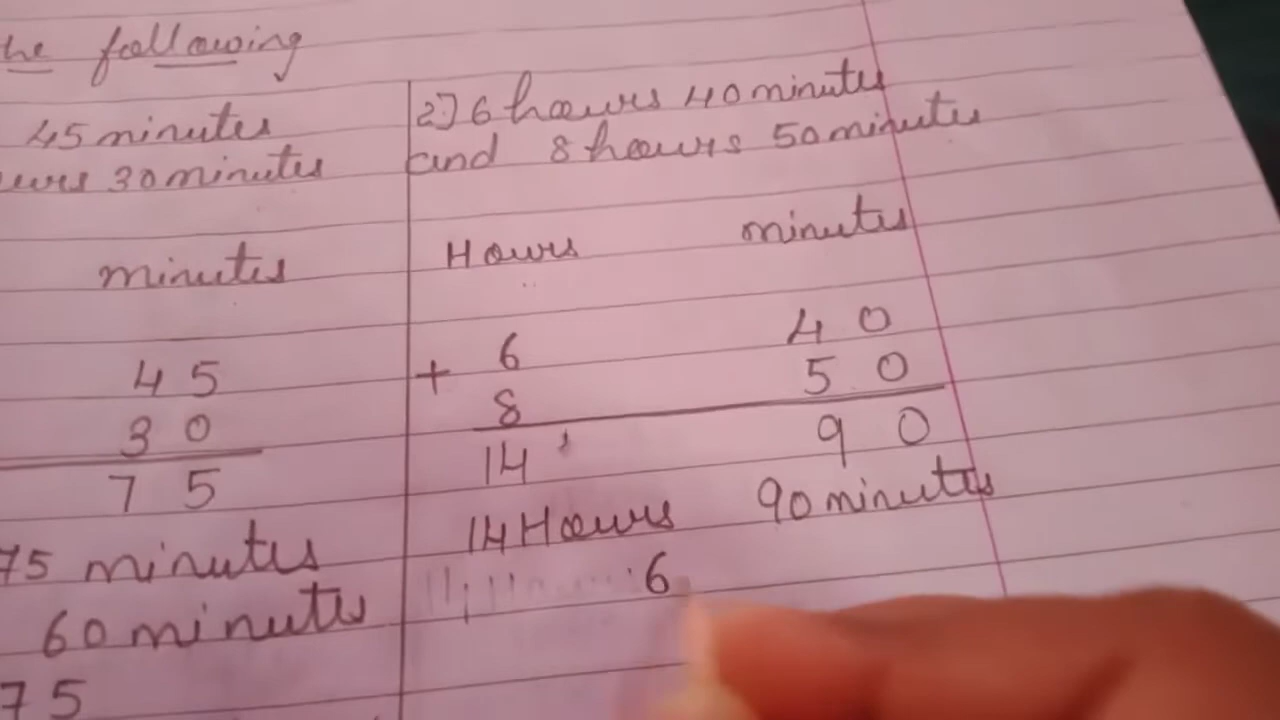 he following
45 minutes
30 minutes
minutes
45
30
75
75 minutes
60 minutes
75
2) 6 hours 40 minutes
and 8 hours 50 minutes
Hours minutes
6 40
+
8 50
14 90
14 Hours 90 minutes
6